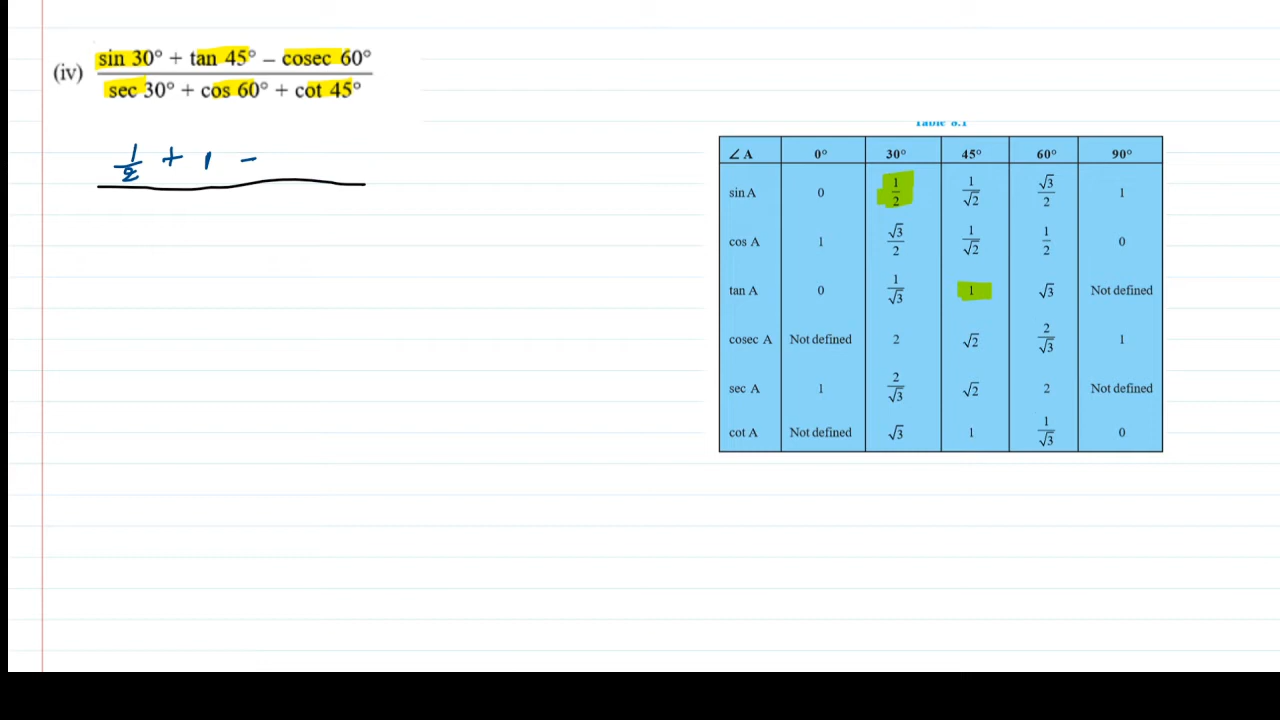 (iv) sin 30° + tan 45° – cosec 60°
sec 30° + cos 60° + cot 45°
1/2 + 1 -
Table 8.1
∠ A 0° 30° 45° 60° 90°
sin A 0 1/2 1/√2 √3/2 1
cos A 1 √3/2 1/√2 1/2 0
tan A 0 1/√3 1 √3 Not defined
cosec A Not defined 2 √2 2/√3 1
sec A 1 2/√3 √2 2 Not defined
cot A Not defined √3 1 1/√3 0